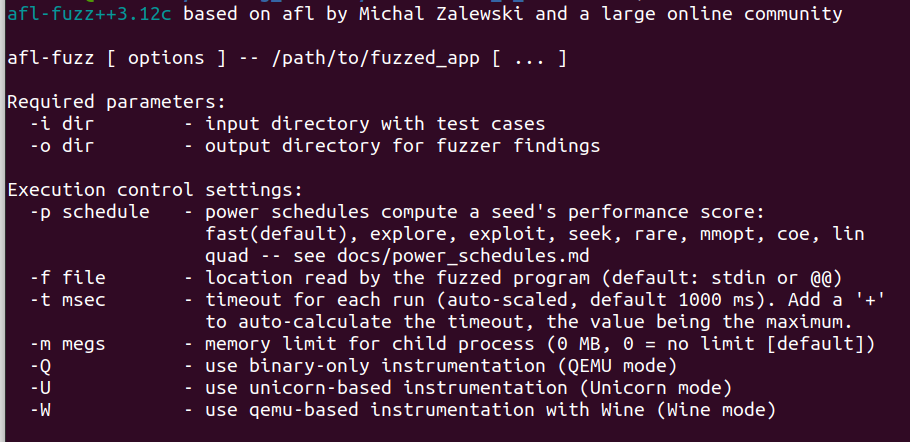 afl-fuzz++3.12c based on afl by Michal Zalewski and a large online community
afl-fuzz [ options ] -- /path/to/fuzzed_app [ ... ]
Required parameters:
-i dir - input directory with test cases
-o dir - output directory for fuzzer findings
Execution control settings:
-p schedule - power schedules compute a seed's performance score:
fast(default), explore, exploit, seek, rare, mmopt, coe, lin
quad -- see docs/power_schedules.md
-f file - location read by the fuzzed program (default: stdin or @@)
-t msec - timeout for each run (auto-scaled, default 1000 ms). Add a '+'
to auto-calculate the timeout, the value being the maximum.
-m megs - memory limit for child process (0 MB, 0 = no limit [default])
-Q - use binary-only instrumentation (QEMU mode)
-U - use unicorn-based instrumentation (Unicorn mode)
-W - use qemu-based instrumentation with Wine (Wine mode)